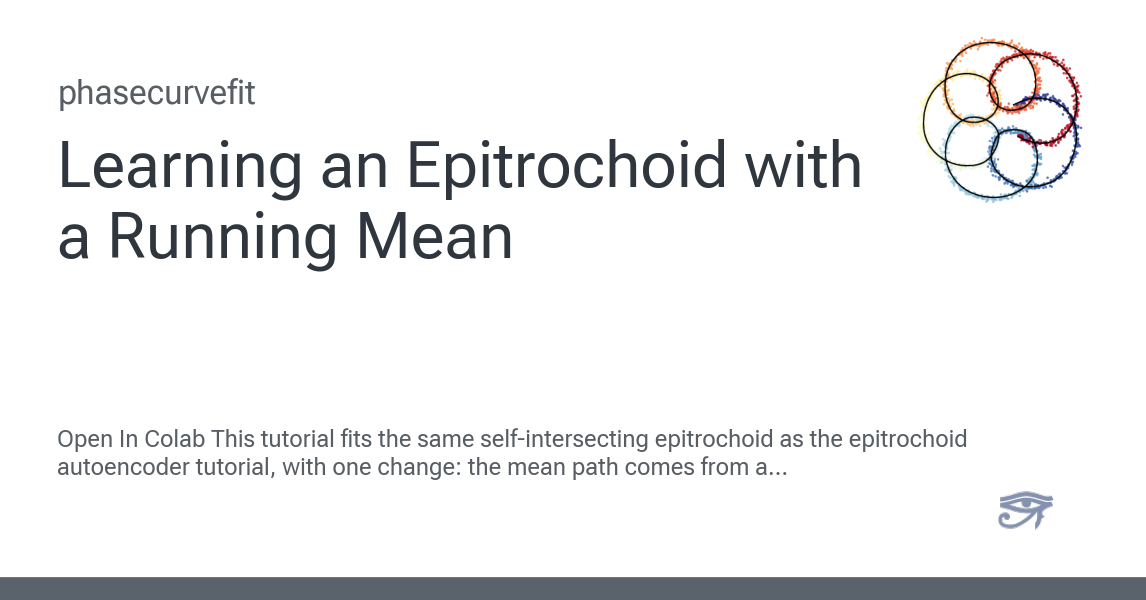 phasecurvefit
Learning an Epitrochoid with
a Running Mean
Open In Colab This tutorial fits the same self-intersecting epitrochoid as the epitrochoid
autoencoder tutorial, with one change: the mean path comes from a...